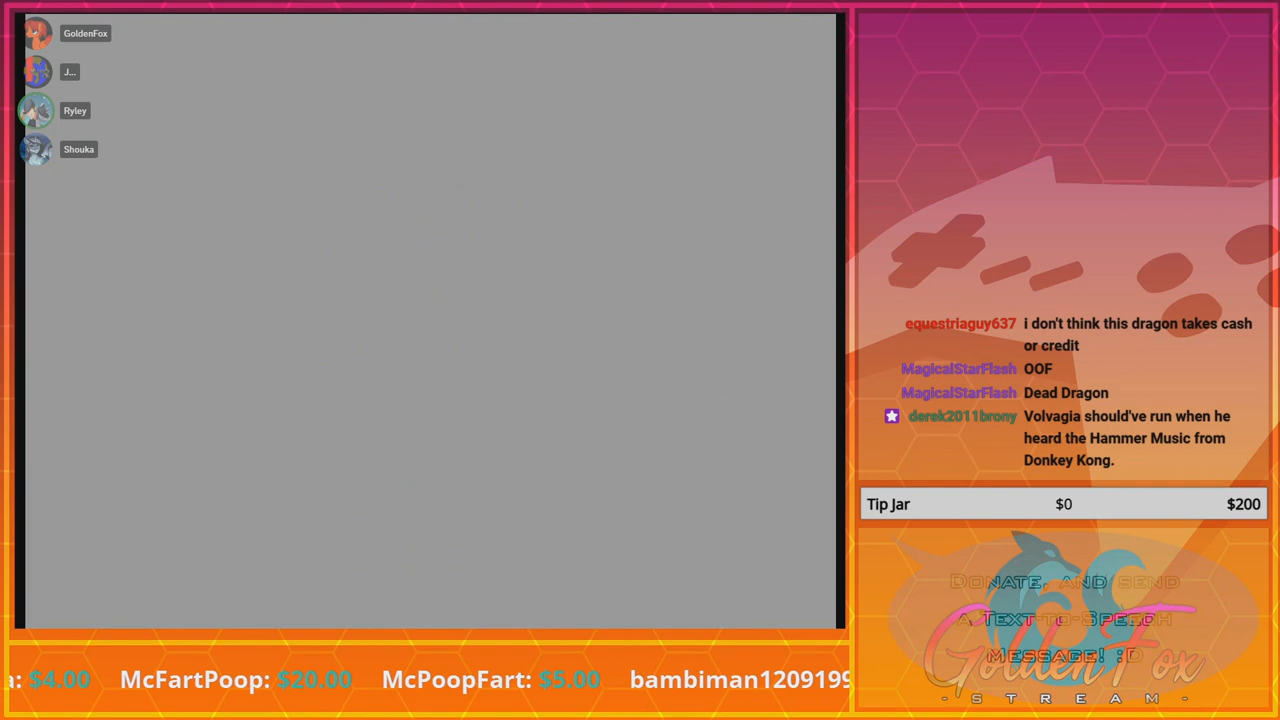 GoldenFox
J...
Ryley
Shouka
equestriaguy637 i don't think this dragon takes cash
or credit
MagicalStarFlash OOF
MagicalStarFlash Dead Dragon
derek2011brony Volvagia should've run when he
heard the Hammer Music from
Donkey Kong.
Tip Jar $0 $200
Donate, and send
a Text-to-Speech
Message! :D
GoldenFox
- STREAM -
a: $4.00 McFartPoop: $20.00 McPoopFart: $5.00 bambiman1209199